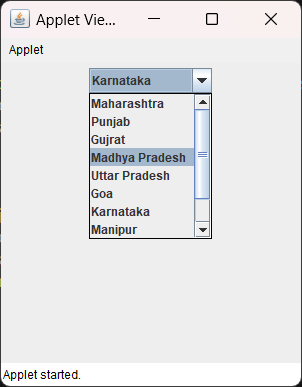 Applet Vie...
Applet
Karnataka
Maharashtra
Punjab
Gujrat
Madhya Pradesh
Uttar Pradesh
Goa
Karnataka
Manipur
Applet started.